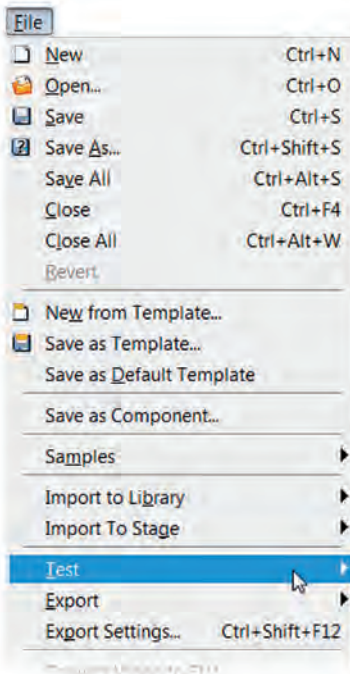 File
New Ctrl+N
Open... Ctrl+O
Save Ctrl+S
Save As... Ctrl+Shift+S
Save All Ctrl+Alt+S
Close Ctrl+F4
Close All Ctrl+Alt+W
Revert
New from Template...
Save as Template...
Save as Default Template
Save as Component...
Samples
Import to Library
Import To Stage
Test
Export
Export Settings... Ctrl+Shift+F12